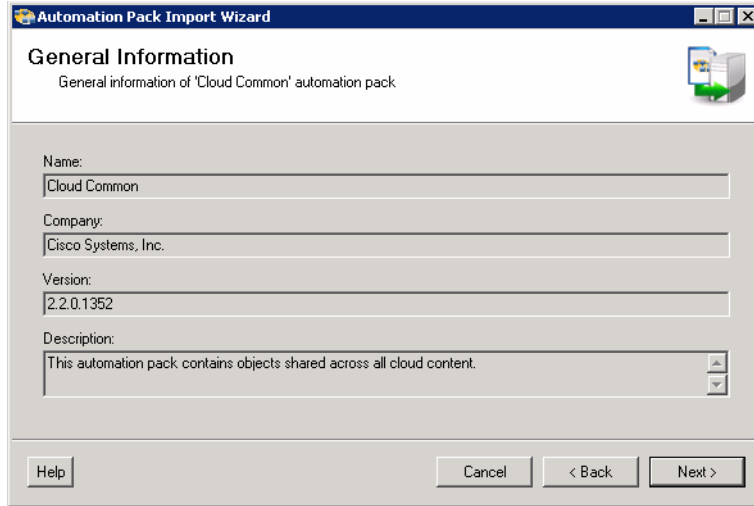 Automation Pack Import Wizard
General Information
General information of 'Cloud Common' automation pack
Name:
Cloud Common
Company:
Cisco Systems, Inc.
Version:
2.2.0.1352
Description:
This automation pack contains objects shared across all cloud content.
Help
Cancel
< Back
Next >